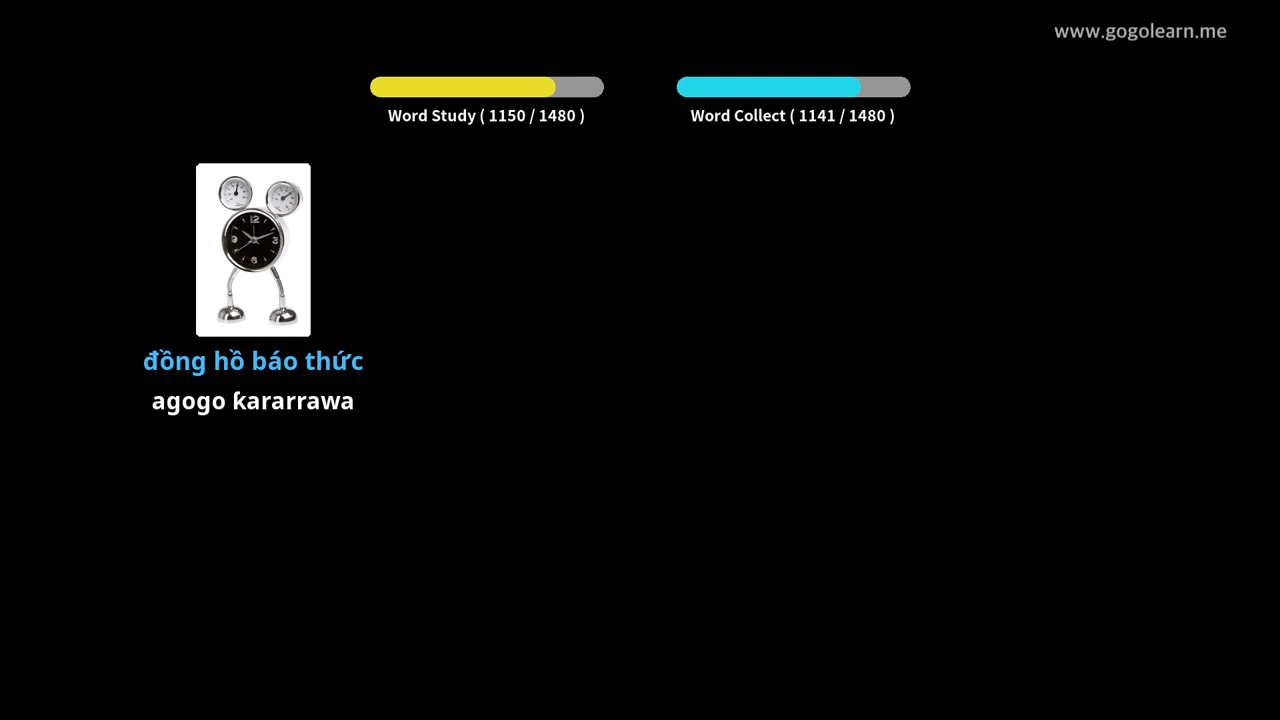 www.gogolearn.me
Word Study ( 1150 / 1480 )
Word Collect ( 1141 / 1480 )
đồng hồ báo thức
agogo ƙararrawa